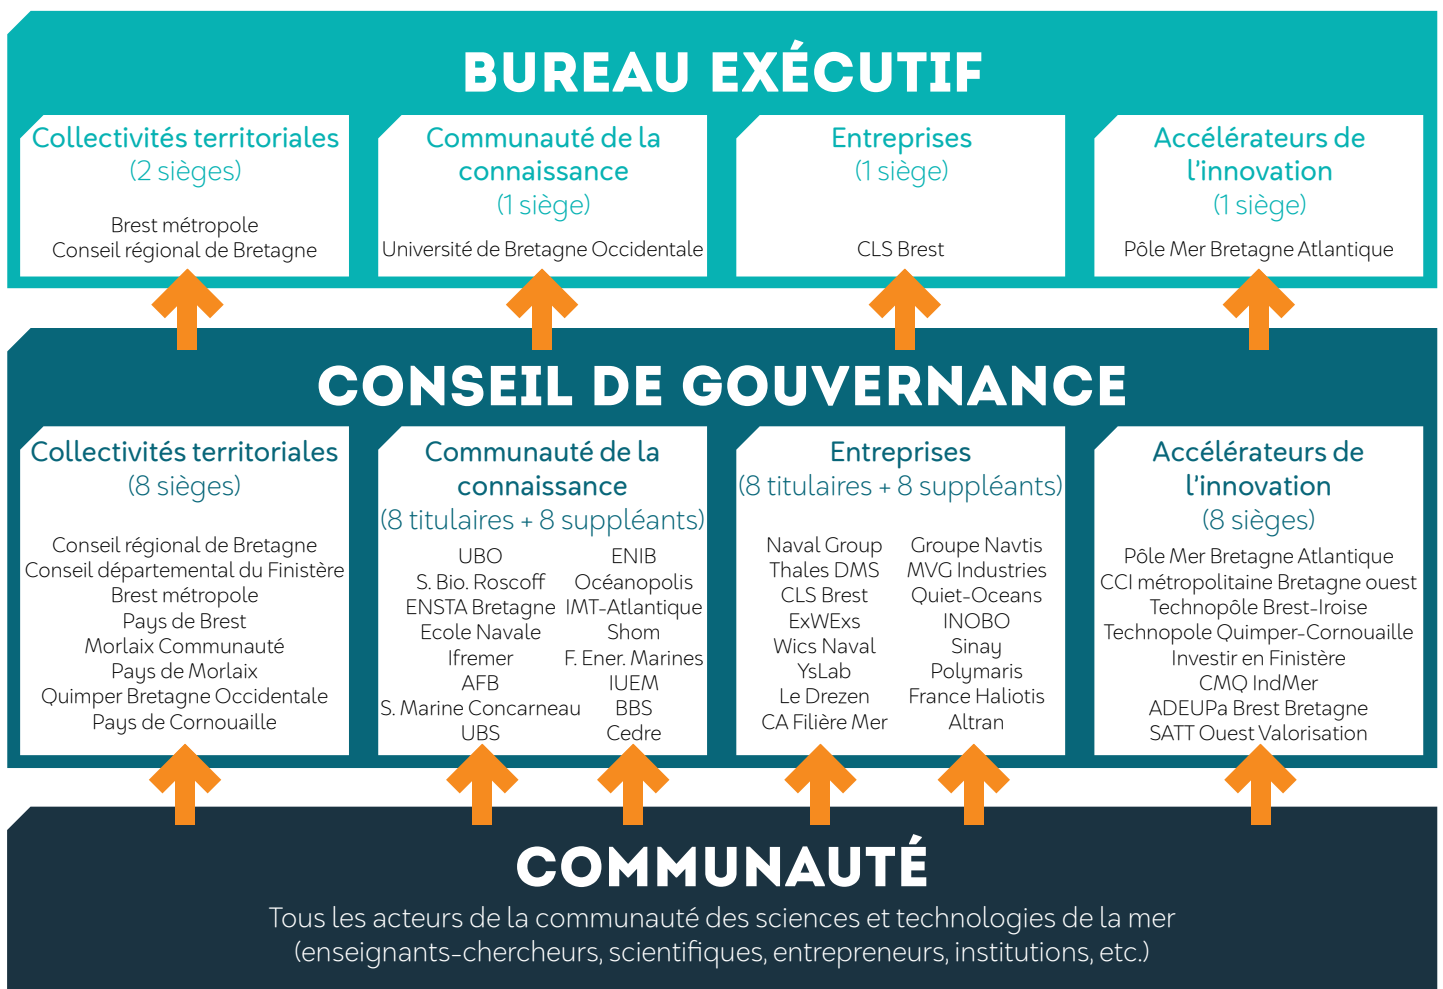 BUREAU EXÉCUTIF
Collectivités territoriales
(2 sièges)
Brest métropole
Conseil régional de Bretagne
Communauté de la
connaissance
(1 siège)
Université de Bretagne Occidentale
Entreprises
(1 siège)
CLS Brest
Accélérateurs de
l'innovation
(1 siège)
Pôle Mer Bretagne Atlantique
CONSEIL DE GOUVERNANCE
Collectivités territoriales
(8 sièges)
Conseil régional de Bretagne
Conseil départemental du Finistère
Brest métropole
Pays de Brest
Morlaix Communauté
Pays de Morlaix
Quimper Bretagne Occidentale
Pays de Cornouaille
Communauté de la
connaissance
(8 titulaires + 8 suppléants)
UBO
S. Bio. Roscoff
ENSTA Bretagne
Ecole Navale
Ifremer
AFB
S. Marine Concarneau
UBS
ENIB
Océanopolis
IMT-Atlantique
Shom
F. Ener. Marines
IUEM
BBS
Cedre
Entreprises
(8 titulaires + 8 suppléants)
Naval Group
Thales DMS
CLS Brest
ExWExs
Wics Naval
YsLab
Le Drezen
CA Filière Mer
Groupe Navtis
MVG Industries
Quiet-Oceans
INOBO
Sinay
Polymaris
France Haliotis
Altran
Accélérateurs de
l'innovation
(8 sièges)
Pôle Mer Bretagne Atlantique
CCI métropolitaine Bretagne ouest
Technopôle Brest-Iroise
Technopole Quimper-Cornouaille
Investir en Finistère
CMQ IndMer
ADEUPa Brest Bretagne
SATT Ouest Valorisation
COMMUNAUTÉ
Tous les acteurs de la communauté des sciences et technologies de la mer
(enseignants-chercheurs, scientifiques, entrepreneurs, institutions, etc.)